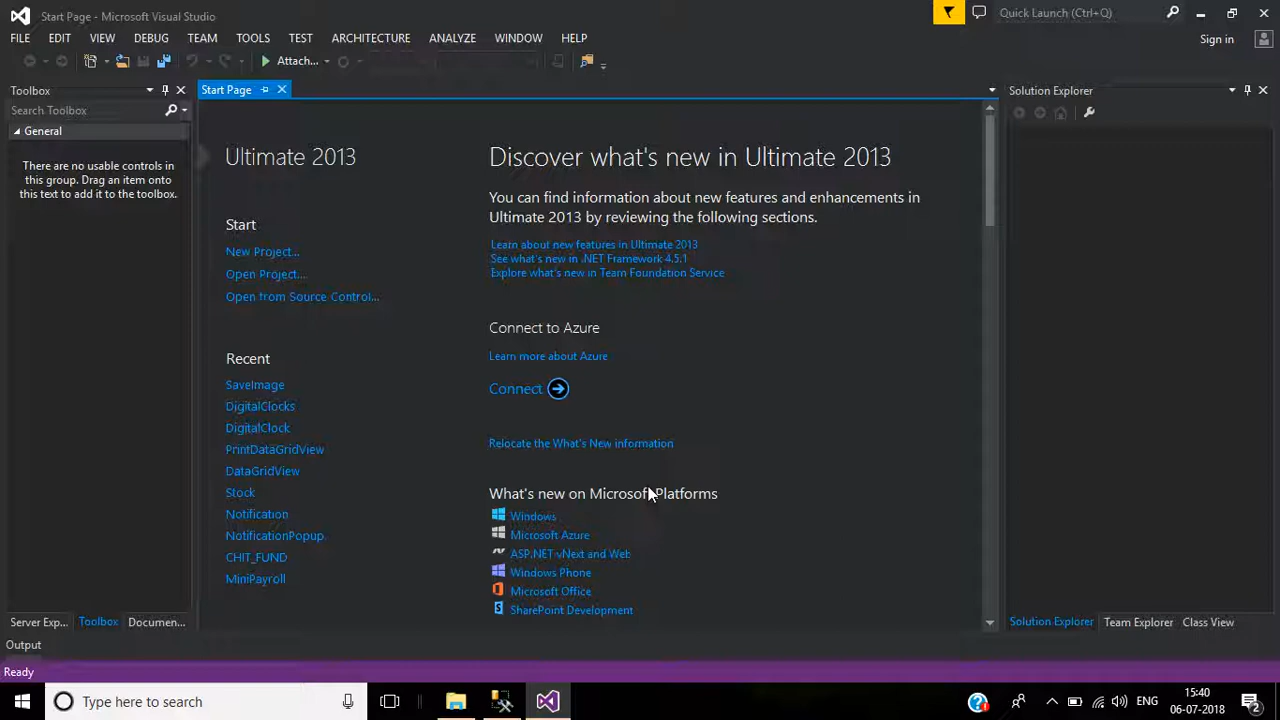 Start Page - Microsoft Visual Studio
Quick Launch (Ctrl+Q)
FILE EDIT VIEW DEBUG TEAM TOOLS TEST ARCHITECTURE ANALYZE WINDOW HELP
Sign in
Attach...
Toolbox
Search Toolbox
General
There are no usable controls in
this group. Drag an item onto
this text to add it to the toolbox.
Server Exp... Toolbox Documen...
Start Page
Ultimate 2013
Start
New Project...
Open Project...
Open from Source Control...
Recent
SaveImage
DigitalClocks
DigitalClock
PrintDataGridView
DataGridView
Stock
Notification
NotificationPopup
CHIT_FUND
MiniPayroll
Discover what's new in Ultimate 2013
You can find information about new features and enhancements in
Ultimate 2013 by reviewing the following sections.
Learn about new features in Ultimate 2013
See what's new in .NET Framework 4.5.1
Explore what's new in Team Foundation Service
Connect to Azure
Learn more about Azure
Connect
Relocate the What's New information
What's new on Microsoft Platforms
Windows
Microsoft Azure
ASP.NET vNext and Web
Windows Phone
Microsoft Office
SharePoint Development
Solution Explorer
Solution Explorer Team Explorer Class View
Output
Ready
Type here to search
ENG
15:40
06-07-2018
2